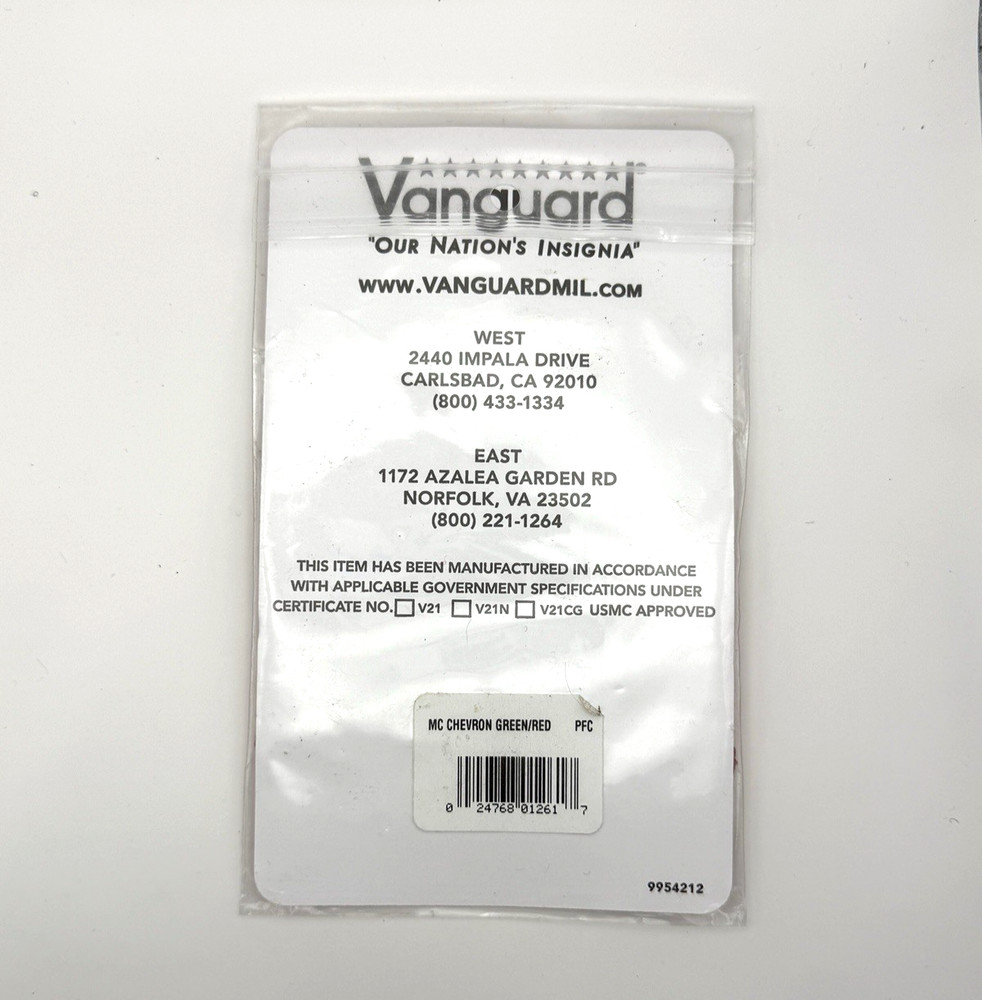 Vanguard®
"OUR NATION'S INSIGNIA"
WWW.VANGUARDMIL.COM
WEST
2440 IMPALA DRIVE
CARLSBAD, CA 92010
(800) 433-1334
EAST
1172 AZALEA GARDEN RD
NORFOLK, VA 23502
(800) 221-1264
THIS ITEM HAS BEEN MANUFACTURED IN ACCORDANCE
WITH APPLICABLE GOVERNMENT SPECIFICATIONS UNDER
CERTIFICATE NO. V21 V21N V21CG USMC APPROVED
MC CHEVRON GREEN/RED PFC
0 24768 01261 7
9954212